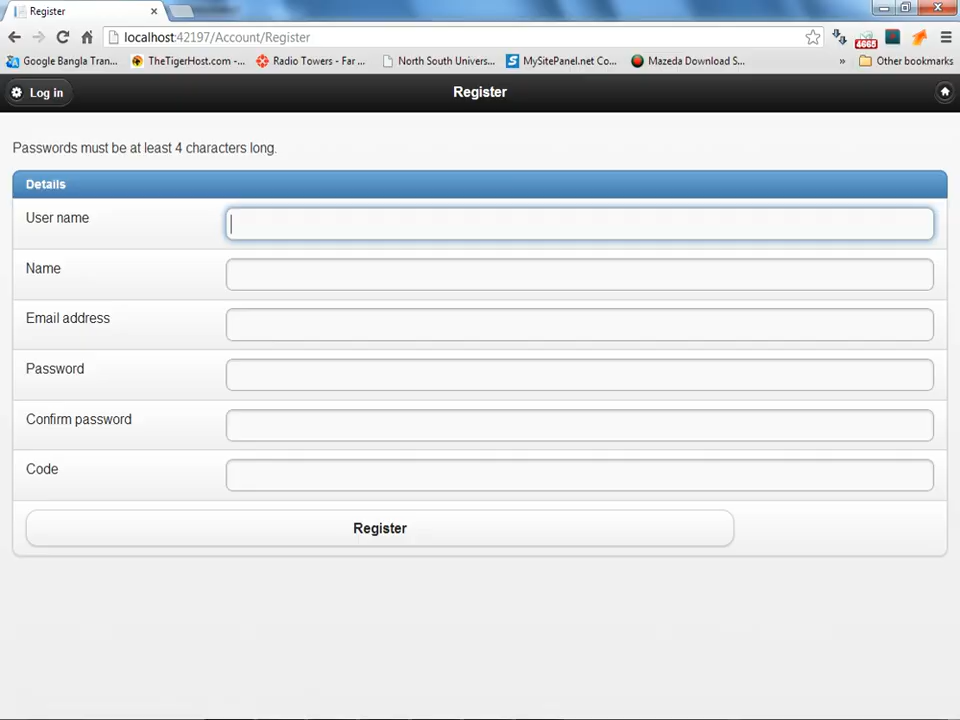 Register
localhost:42197/Account/Register
4665
Google Bangla Tran...
TheTigerHost.com -...
Radio Towers - Far ...
North South Univers...
MySitePanel.net Co...
Mazeda Download S...
»
Other bookmarks
Log in
Register
Passwords must be at least 4 characters long.
Details
User name
Name
Email address
Password
Confirm password
Code
Register